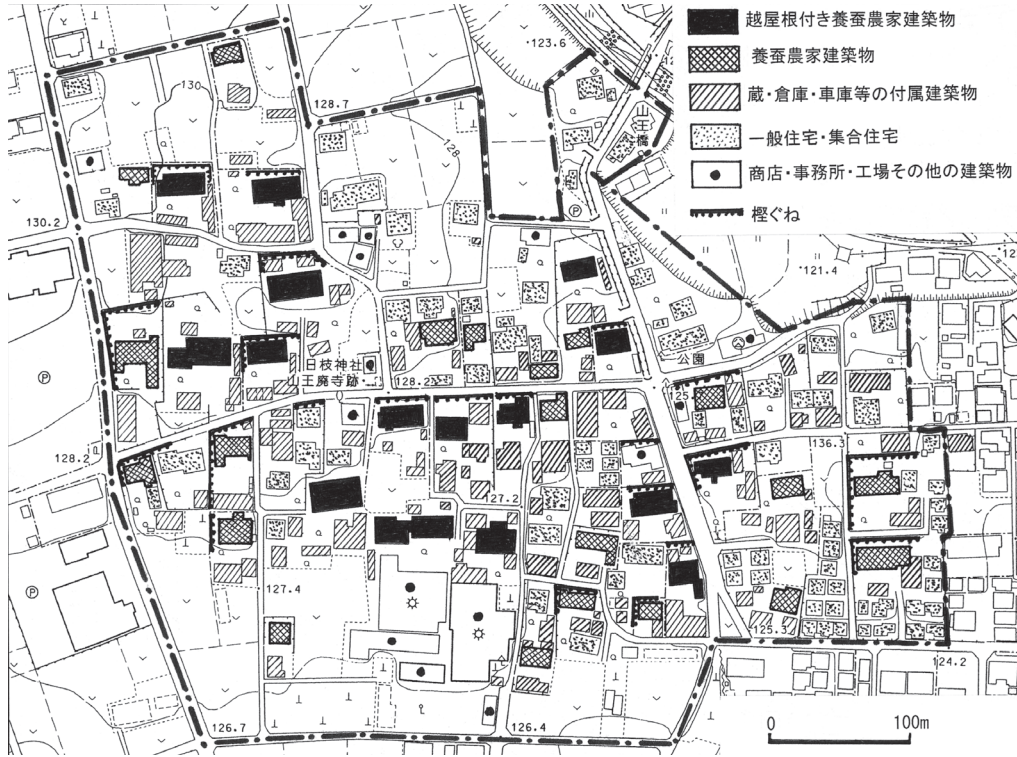 越屋根付き養蚕農家建築物
養蚕農家建築物
蔵・倉庫・車庫等の付属建築物
一般住宅・集合住宅
商店・事務所・工場その他の建築物
樫ぐね
123.6
130
128.7
128
山王橋
P
130.2
121.4
P
公園
日枝神社
山王廃寺跡
128.2
125.
128.2
136.3
127.2
127.4
P
125.3
124.2
126.7
126.4
0 100m